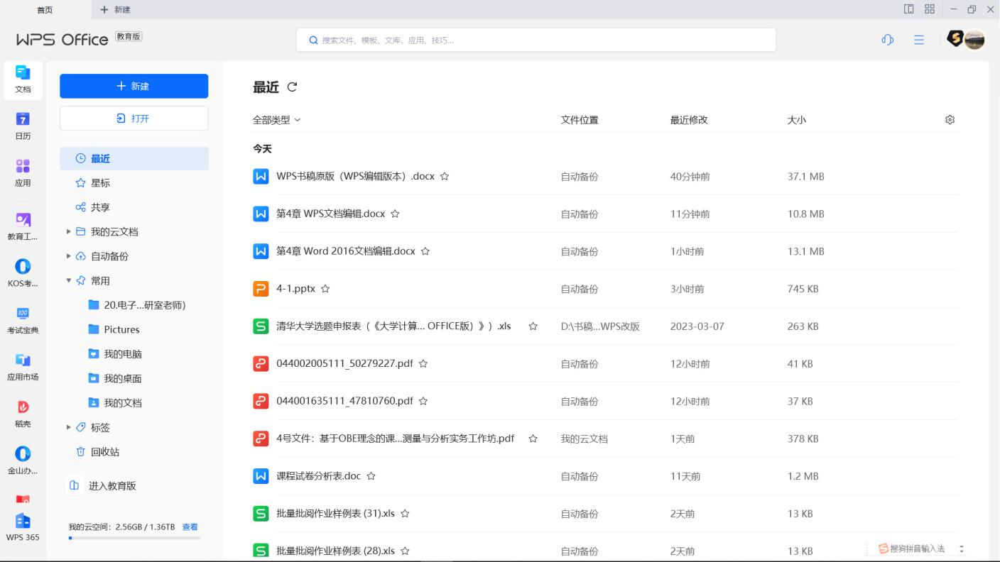 首页
新建
WPS Office 教育版
搜索文件、模板、文库、应用、技巧...
文档
日历
7
应用
教育工...
KOS考...
100
考试宝典
应用市场
稻壳
金山办...
WPS 365
新建
打开
最近
星标
共享
我的云文档
自动备份
常用
20.电子...研室老师)
Pictures
我的电脑
我的桌面
我的文档
标签
回收站
进入教育版
我的云空间: 2.56GB / 1.36TB 查看
最近
全部类型 文件位置 最近修改 大小
今天
WPS书稿原版（WPS编辑版本）.docx 自动备份 40分钟前 37.1 MB
第4章 WPS文档编辑.docx 自动备份 11分钟前 10.8 MB
第4章 Word 2016文档编辑.docx 自动备份 1小时前 13.1 MB
4-1.pptx 自动备份 3小时前 745 KB
清华大学选题申报表（《大学计算... OFFICE版）》）.xls D:\书稿...WPS改版 2023-03-07 263 KB
044002005111_50279227.pdf 自动备份 12小时前 41 KB
044001635111_47810760.pdf 自动备份 12小时前 37 KB
4号文件：基于OBE理念的课...测量与分析实务工作坊.pdf 我的云文档 1天前 378 KB
课程试卷分析表.doc 自动备份 11天前 1.2 MB
批量批阅作业样例表 (31).xls 自动备份 2天前 13 KB
批量批阅作业样例表 (28).xls 自动备份 2天前 13 KB
搜狗拼音输入法